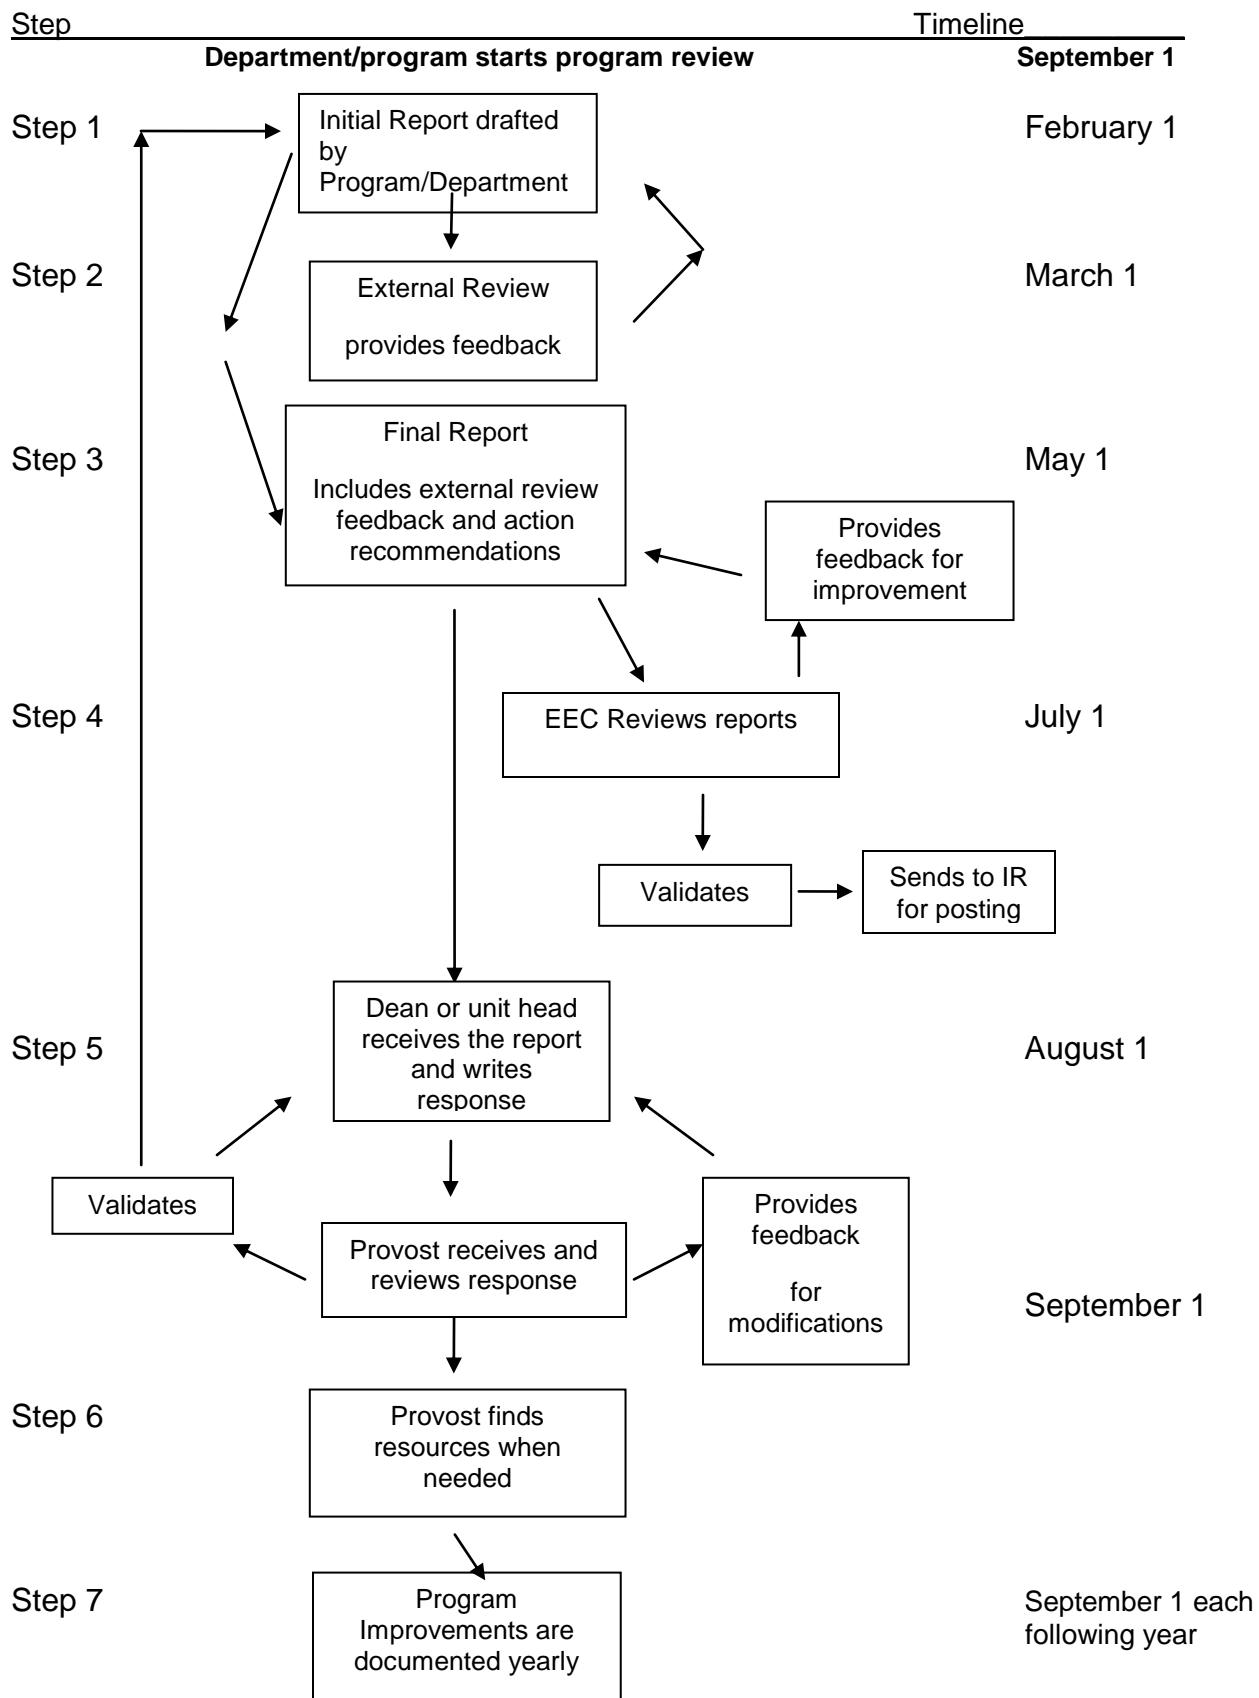 Step Timeline
Department/program starts program review September 1
Step 1
Initial Report drafted
by
Program/Department
February 1
Step 2
External Review
provides feedback
March 1
Step 3
Final Report
Includes external review
feedback and action
recommendations
May 1
Provides
feedback for
improvement
Step 4
EEC Reviews reports
July 1
Validates
Sends to IR
for posting
Step 5
Dean or unit head
receives the report
and writes
response
August 1
Validates
Provost receives and
reviews response
Provides
feedback
for
modifications
September 1
Step 6
Provost finds
resources when
needed
Step 7
Program
Improvements are
documented yearly
September 1 each
following year